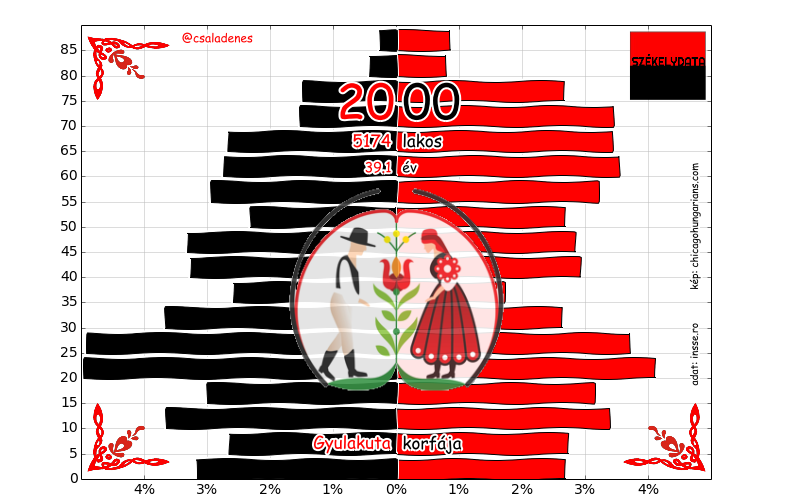 @csaladenes
SZÉKELYDATA
2000
5174 lakos
39.1 év
kép: chicagohungarians.com
adat: insse.ro
Gyulakuta korfája
85
80
75
70
65
60
55
50
45
40
35
30
25
20
15
10
5
0
4% 3% 2% 1% 0% 1% 2% 3% 4%